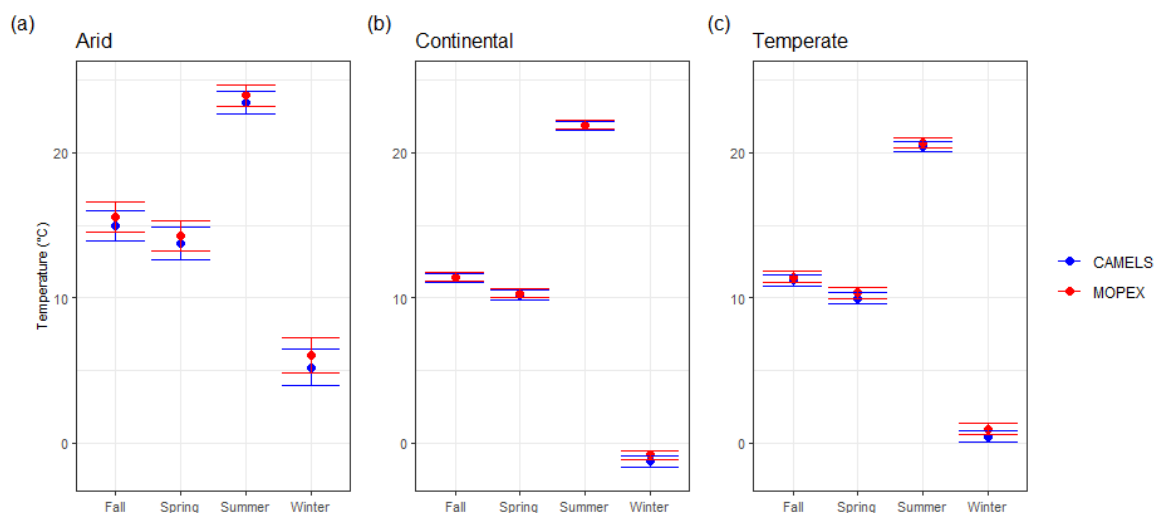 (a)
Arid
(b)
Continental
(c)
Temperate
Temperature (°C)
20
10
0
Fall Spring Summer Winter
20
10
0
Fall Spring Summer Winter
20
10
0
Fall Spring Summer Winter
CAMELS
MOPEX